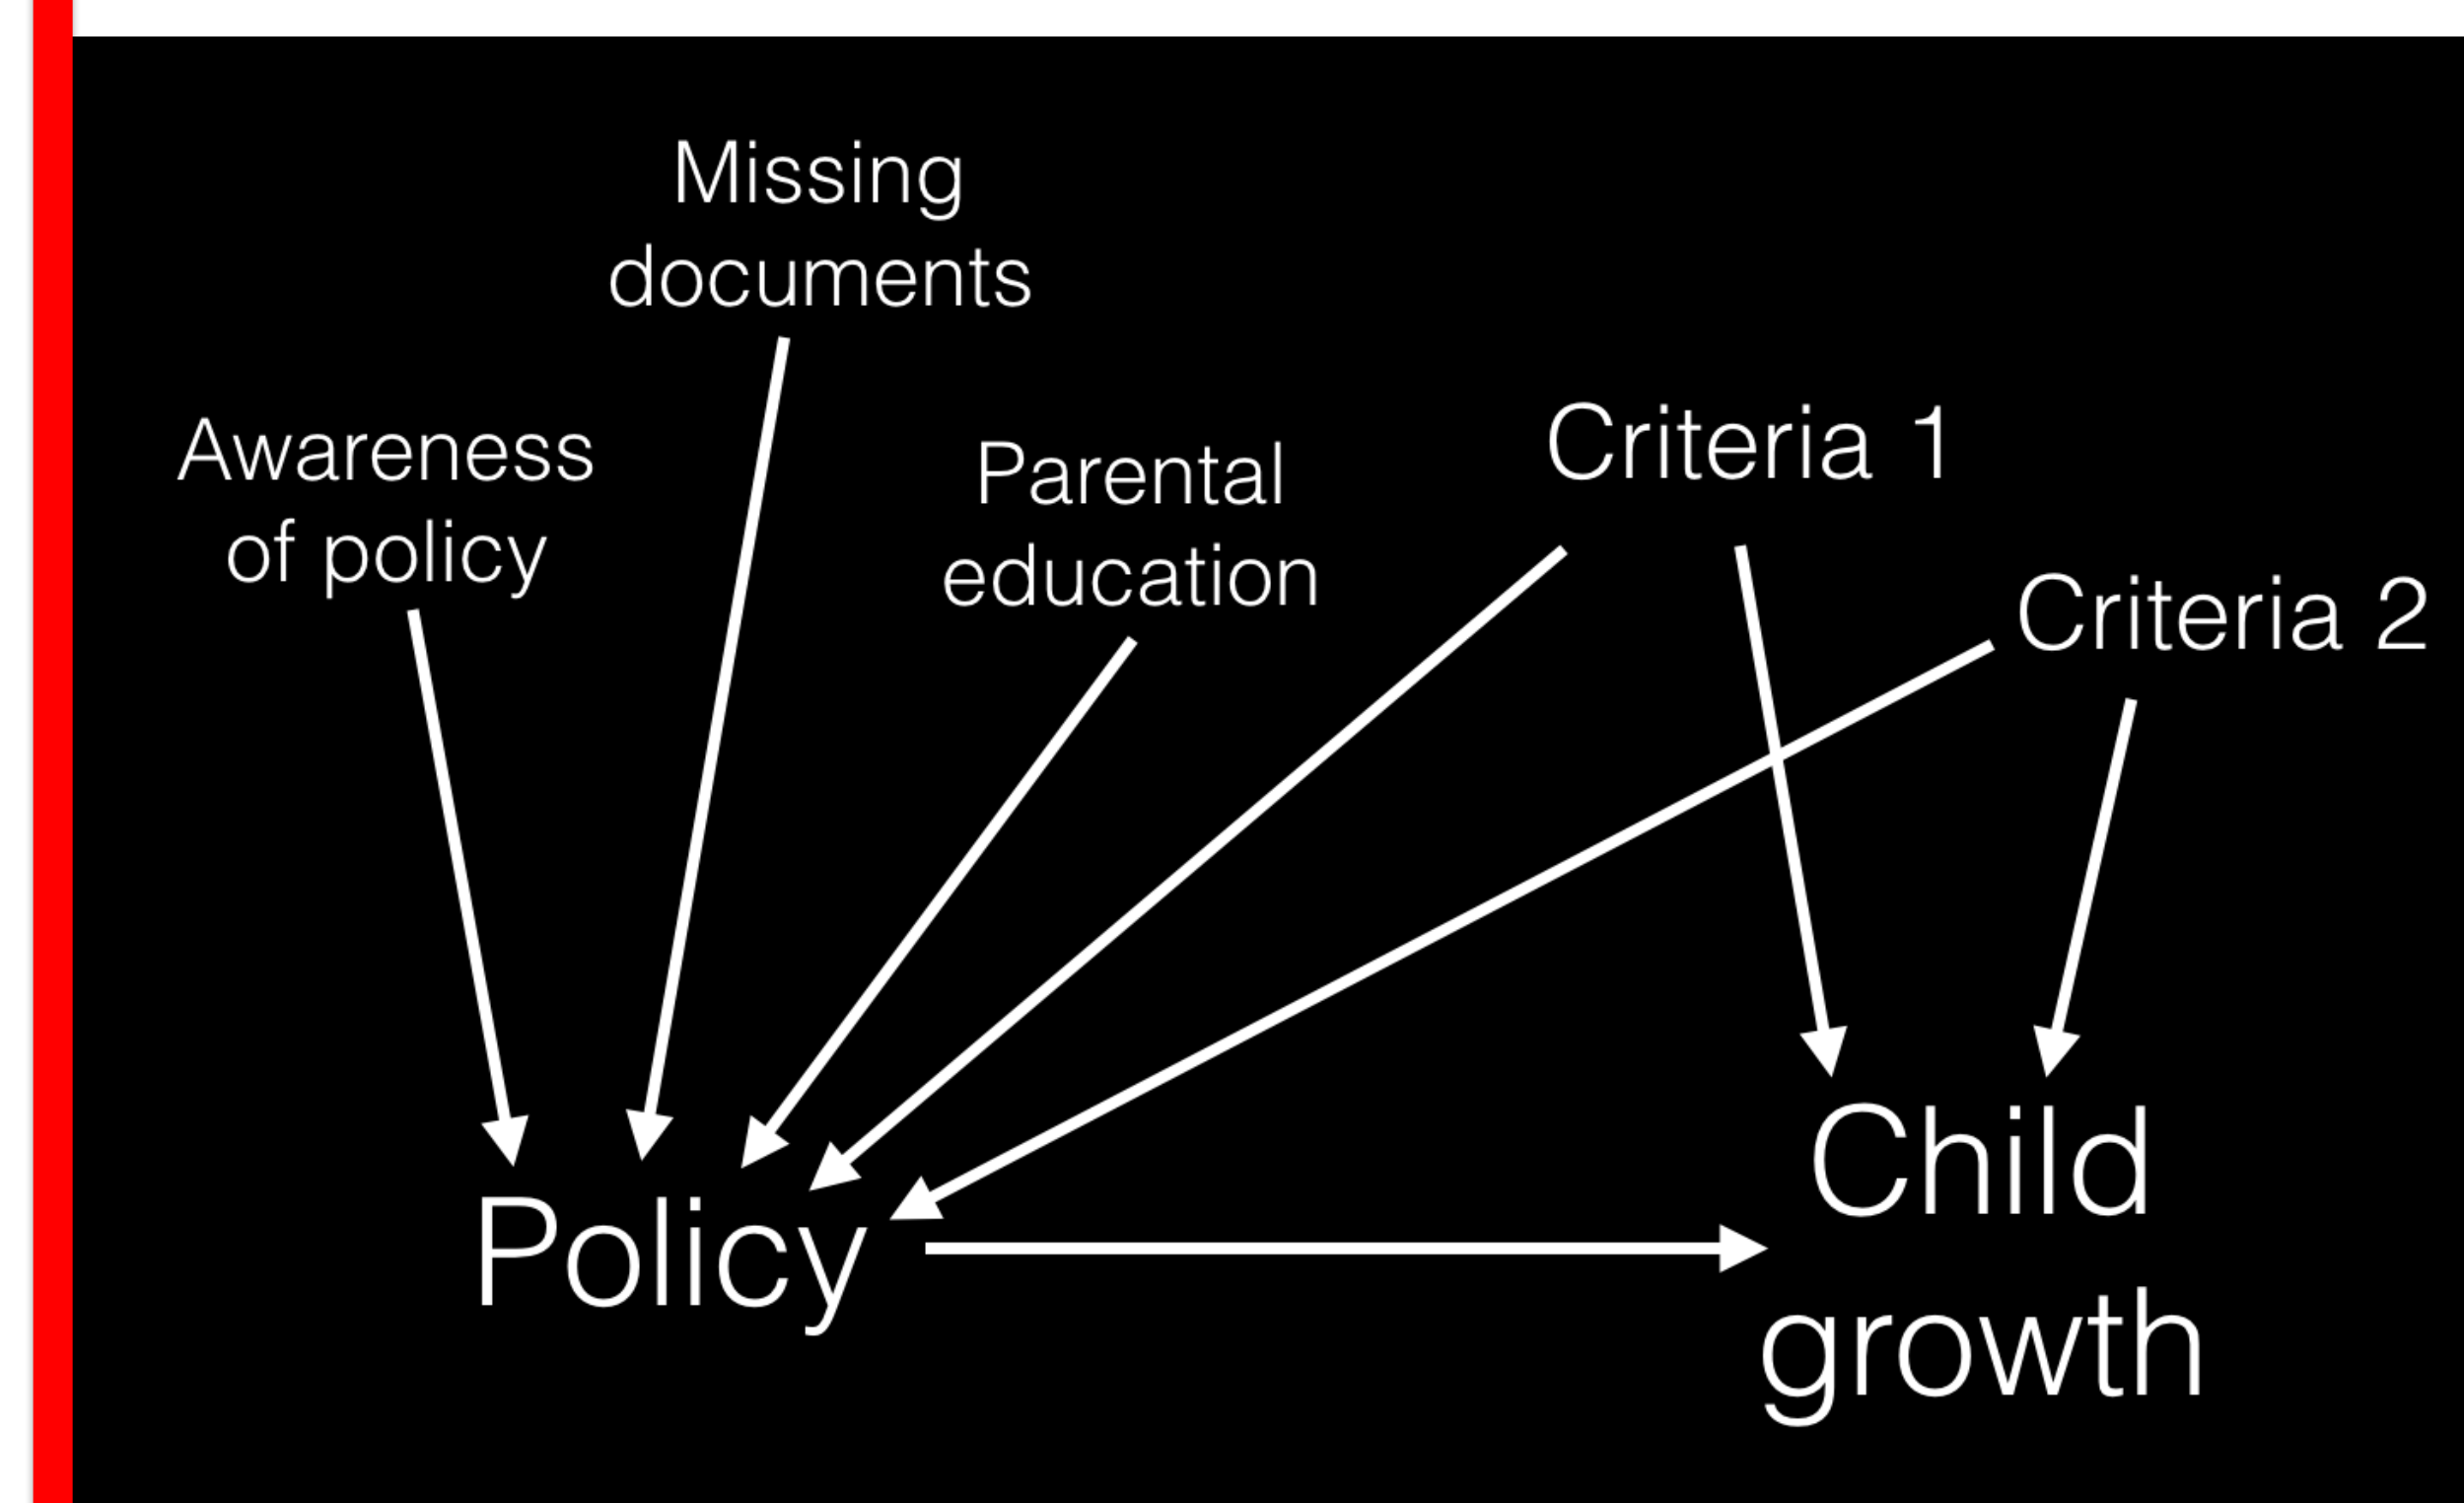 Missing
documents
Awareness
of policy
Parental
education
Criteria 1
Criteria 2
Policy
Child
growth